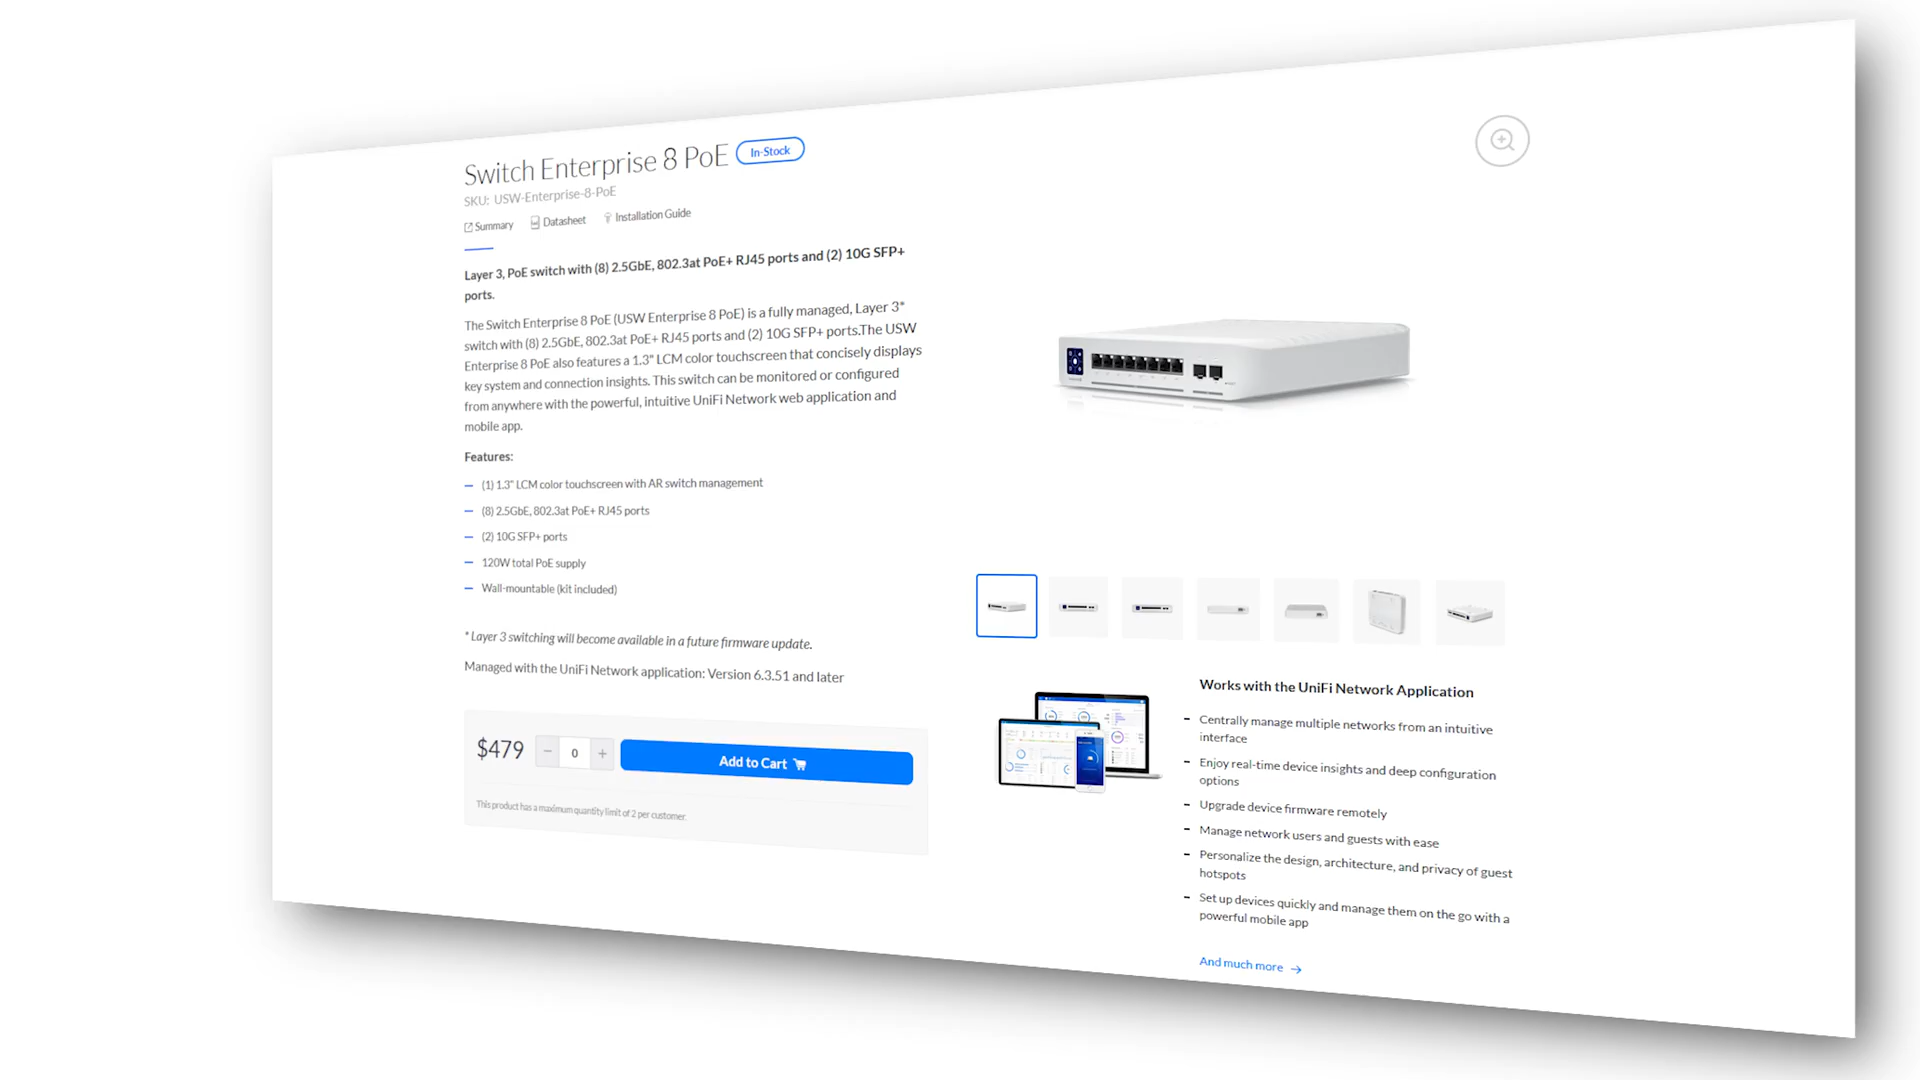 Switch Enterprise 8 PoE In-Stock
SKU: USW-Enterprise-8-PoE
Summary Datasheet Installation Guide
Layer 3, PoE switch with (8) 2.5GbE, 802.3at PoE+ RJ45 ports and (2) 10G SFP+
ports.
The Switch Enterprise 8 PoE (USW Enterprise 8 PoE) is a fully managed, Layer 3*
switch with (8) 2.5GbE, 802.3at PoE+ RJ45 ports and (2) 10G SFP+ ports.The USW
Enterprise 8 PoE also features a 1.3" LCM color touchscreen that concisely displays
key system and connection insights. This switch can be monitored or configured
from anywhere with the powerful, intuitive UniFi Network web application and
mobile app.
Features:
(1) 1.3" LCM color touchscreen with AR switch management
(8) 2.5GbE, 802.3at PoE+ RJ45 ports
(2) 10G SFP+ ports
120W total PoE supply
Wall-mountable (kit included)
* Layer 3 switching will become available in a future firmware update.
Managed with the UniFi Network application: Version 6.3.51 and later
$479 − 0 + Add to Cart
This product has a maximum quantity limit of 2 per customer.
Works with the UniFi Network Application
Centrally manage multiple networks from an intuitive
interface
Enjoy real-time device insights and deep configuration
options
Upgrade device firmware remotely
Manage network users and guests with ease
Personalize the design, architecture, and privacy of guest
hotspots
Set up devices quickly and manage them on the go with a
powerful mobile app
And much more →